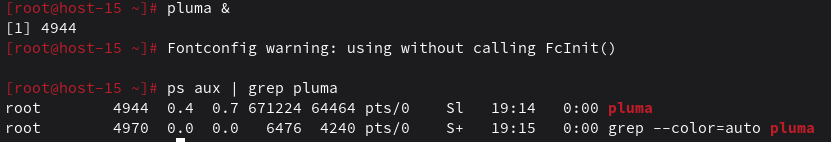 [root@host-15 ~]# pluma &
[1] 4944
[root@host-15 ~]# Fontconfig warning: using without calling FcInit()
[root@host-15 ~]# ps aux | grep pluma
root        4944  0.4  0.7 671224 64464 pts/0    Sl   19:14   0:00 pluma
root        4970  0.0  0.0   6476  4240 pts/0    S+   19:15   0:00 grep --color=auto pluma